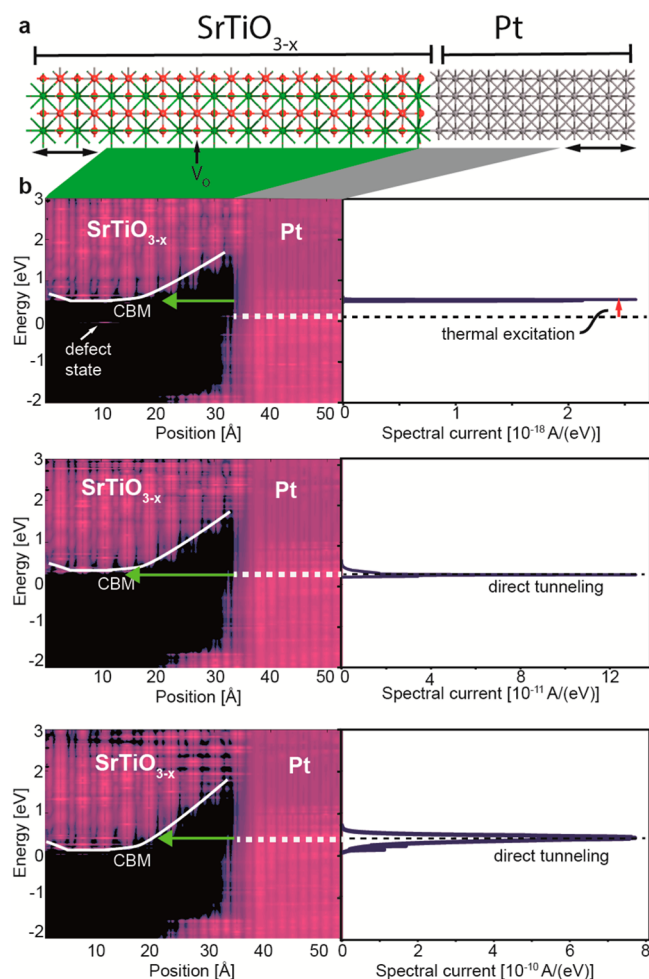 a
SrTiO3-x
Pt
VO
b
3
2
1
0
-1
-2
Energy [eV]
SrTiO3-x
Pt
CBM
defect
state
10 20 30 40 50
Position [Å]
thermal excitation
0 1 2
Spectral current [10-18 A/(eV)]
3
2
1
0
-1
-2
Energy [eV]
SrTiO3-x
Pt
CBM
10 20 30 40 50
Position [Å]
direct tunneling
0 4 8 12
Spectral current [10-11 A/(eV)]
3
2
1
0
-1
-2
Energy [eV]
SrTiO3-x
Pt
CBM
10 20 30 40 50
Position [Å]
direct tunneling
0 2 4 6 8
Spectral current [10-10 A/(eV)]